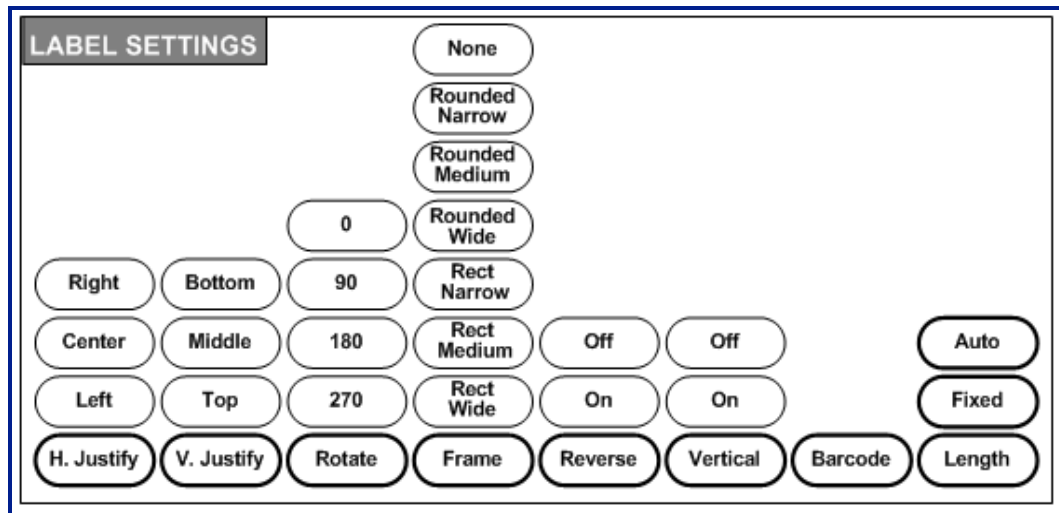 LABEL SETTINGS
None
Rounded
Narrow
Rounded
Medium
0
Rounded
Wide
Right
Bottom
90
Rect
Narrow
Center
Middle
180
Rect
Medium
Off
Off
Auto
Left
Top
270
Rect
Wide
On
On
Fixed
H. Justify
V. Justify
Rotate
Frame
Reverse
Vertical
Barcode
Length